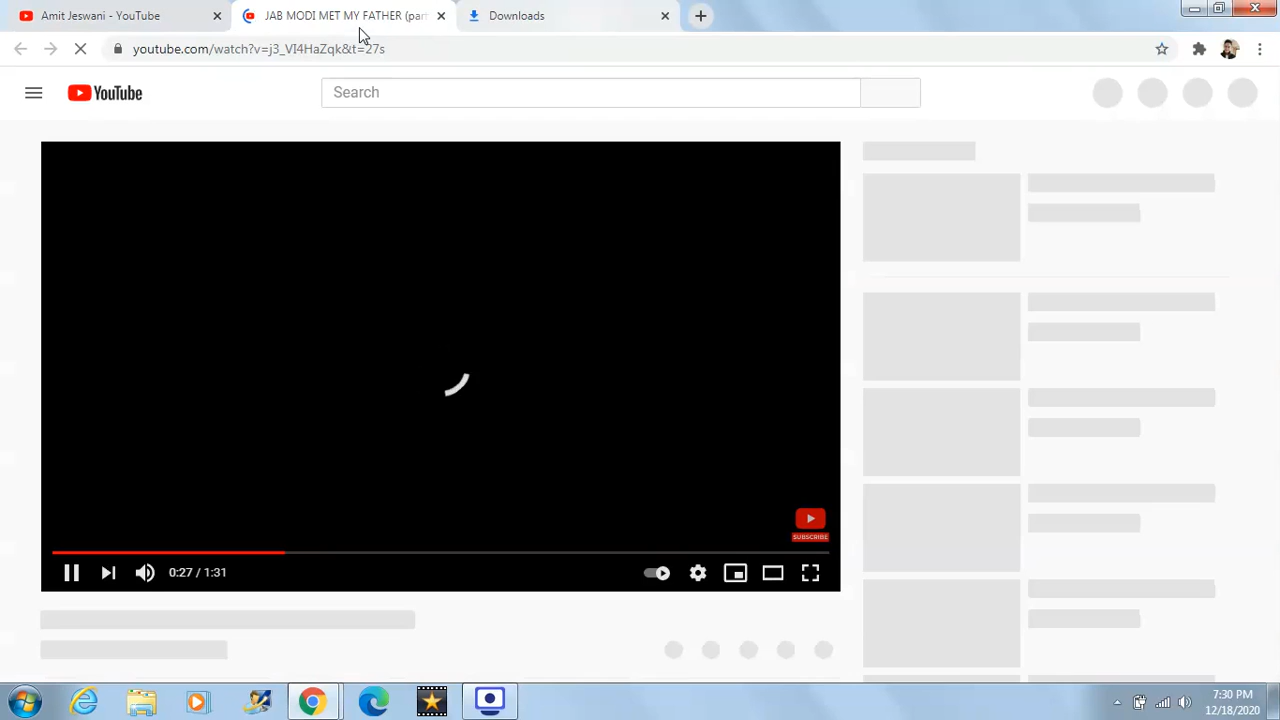 Amit Jeswani - YouTube
JAB MODI MET MY FATHER (part
Downloads
youtube.com/watch?v=j3_VI4HaZqk&t=27s
YouTube
Search
SUBSCRIBE
0:27 / 1:31
7:30 PM
12/18/2020